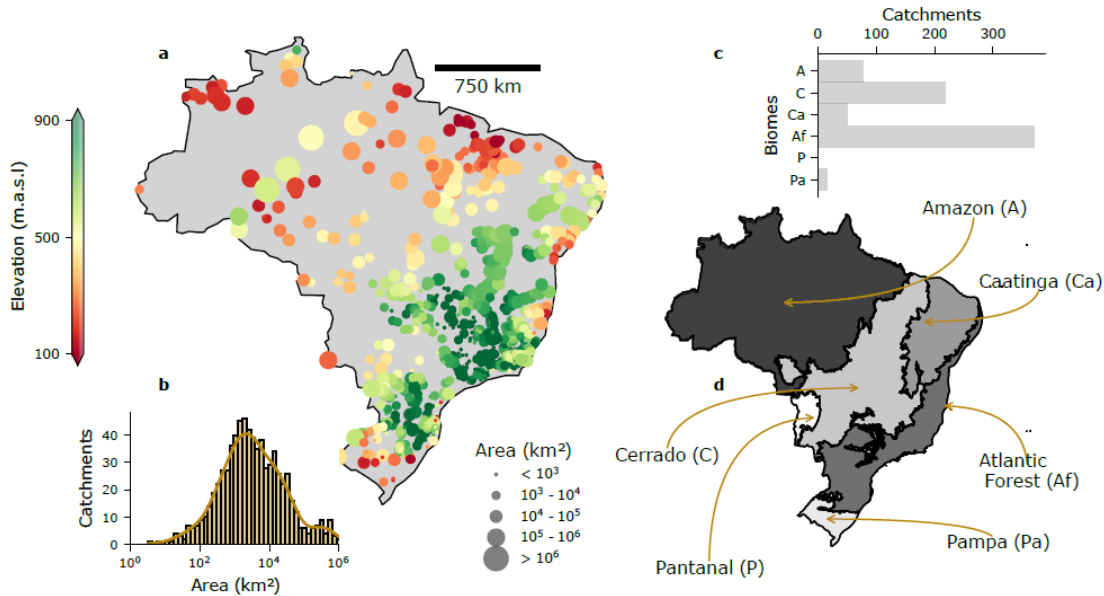 a
750 km
Elevation (m.a.s.l)
900
500
100
b
Catchments
40
30
20
10
0
10⁰
10²
10⁴
10⁶
Area (km²)
Area (km²)
< 10³
10³ - 10⁴
10⁴ - 10⁵
10⁵ - 10⁶
> 10⁶
c
Catchments
0
100
200
300
Biomes
A
C
Ca
Af
P
Pa
d
Amazon (A)
Caatinga (Ca)
Cerrado (C)
Atlantic
Forest (Af)
Pampa (Pa)
Pantanal (P)